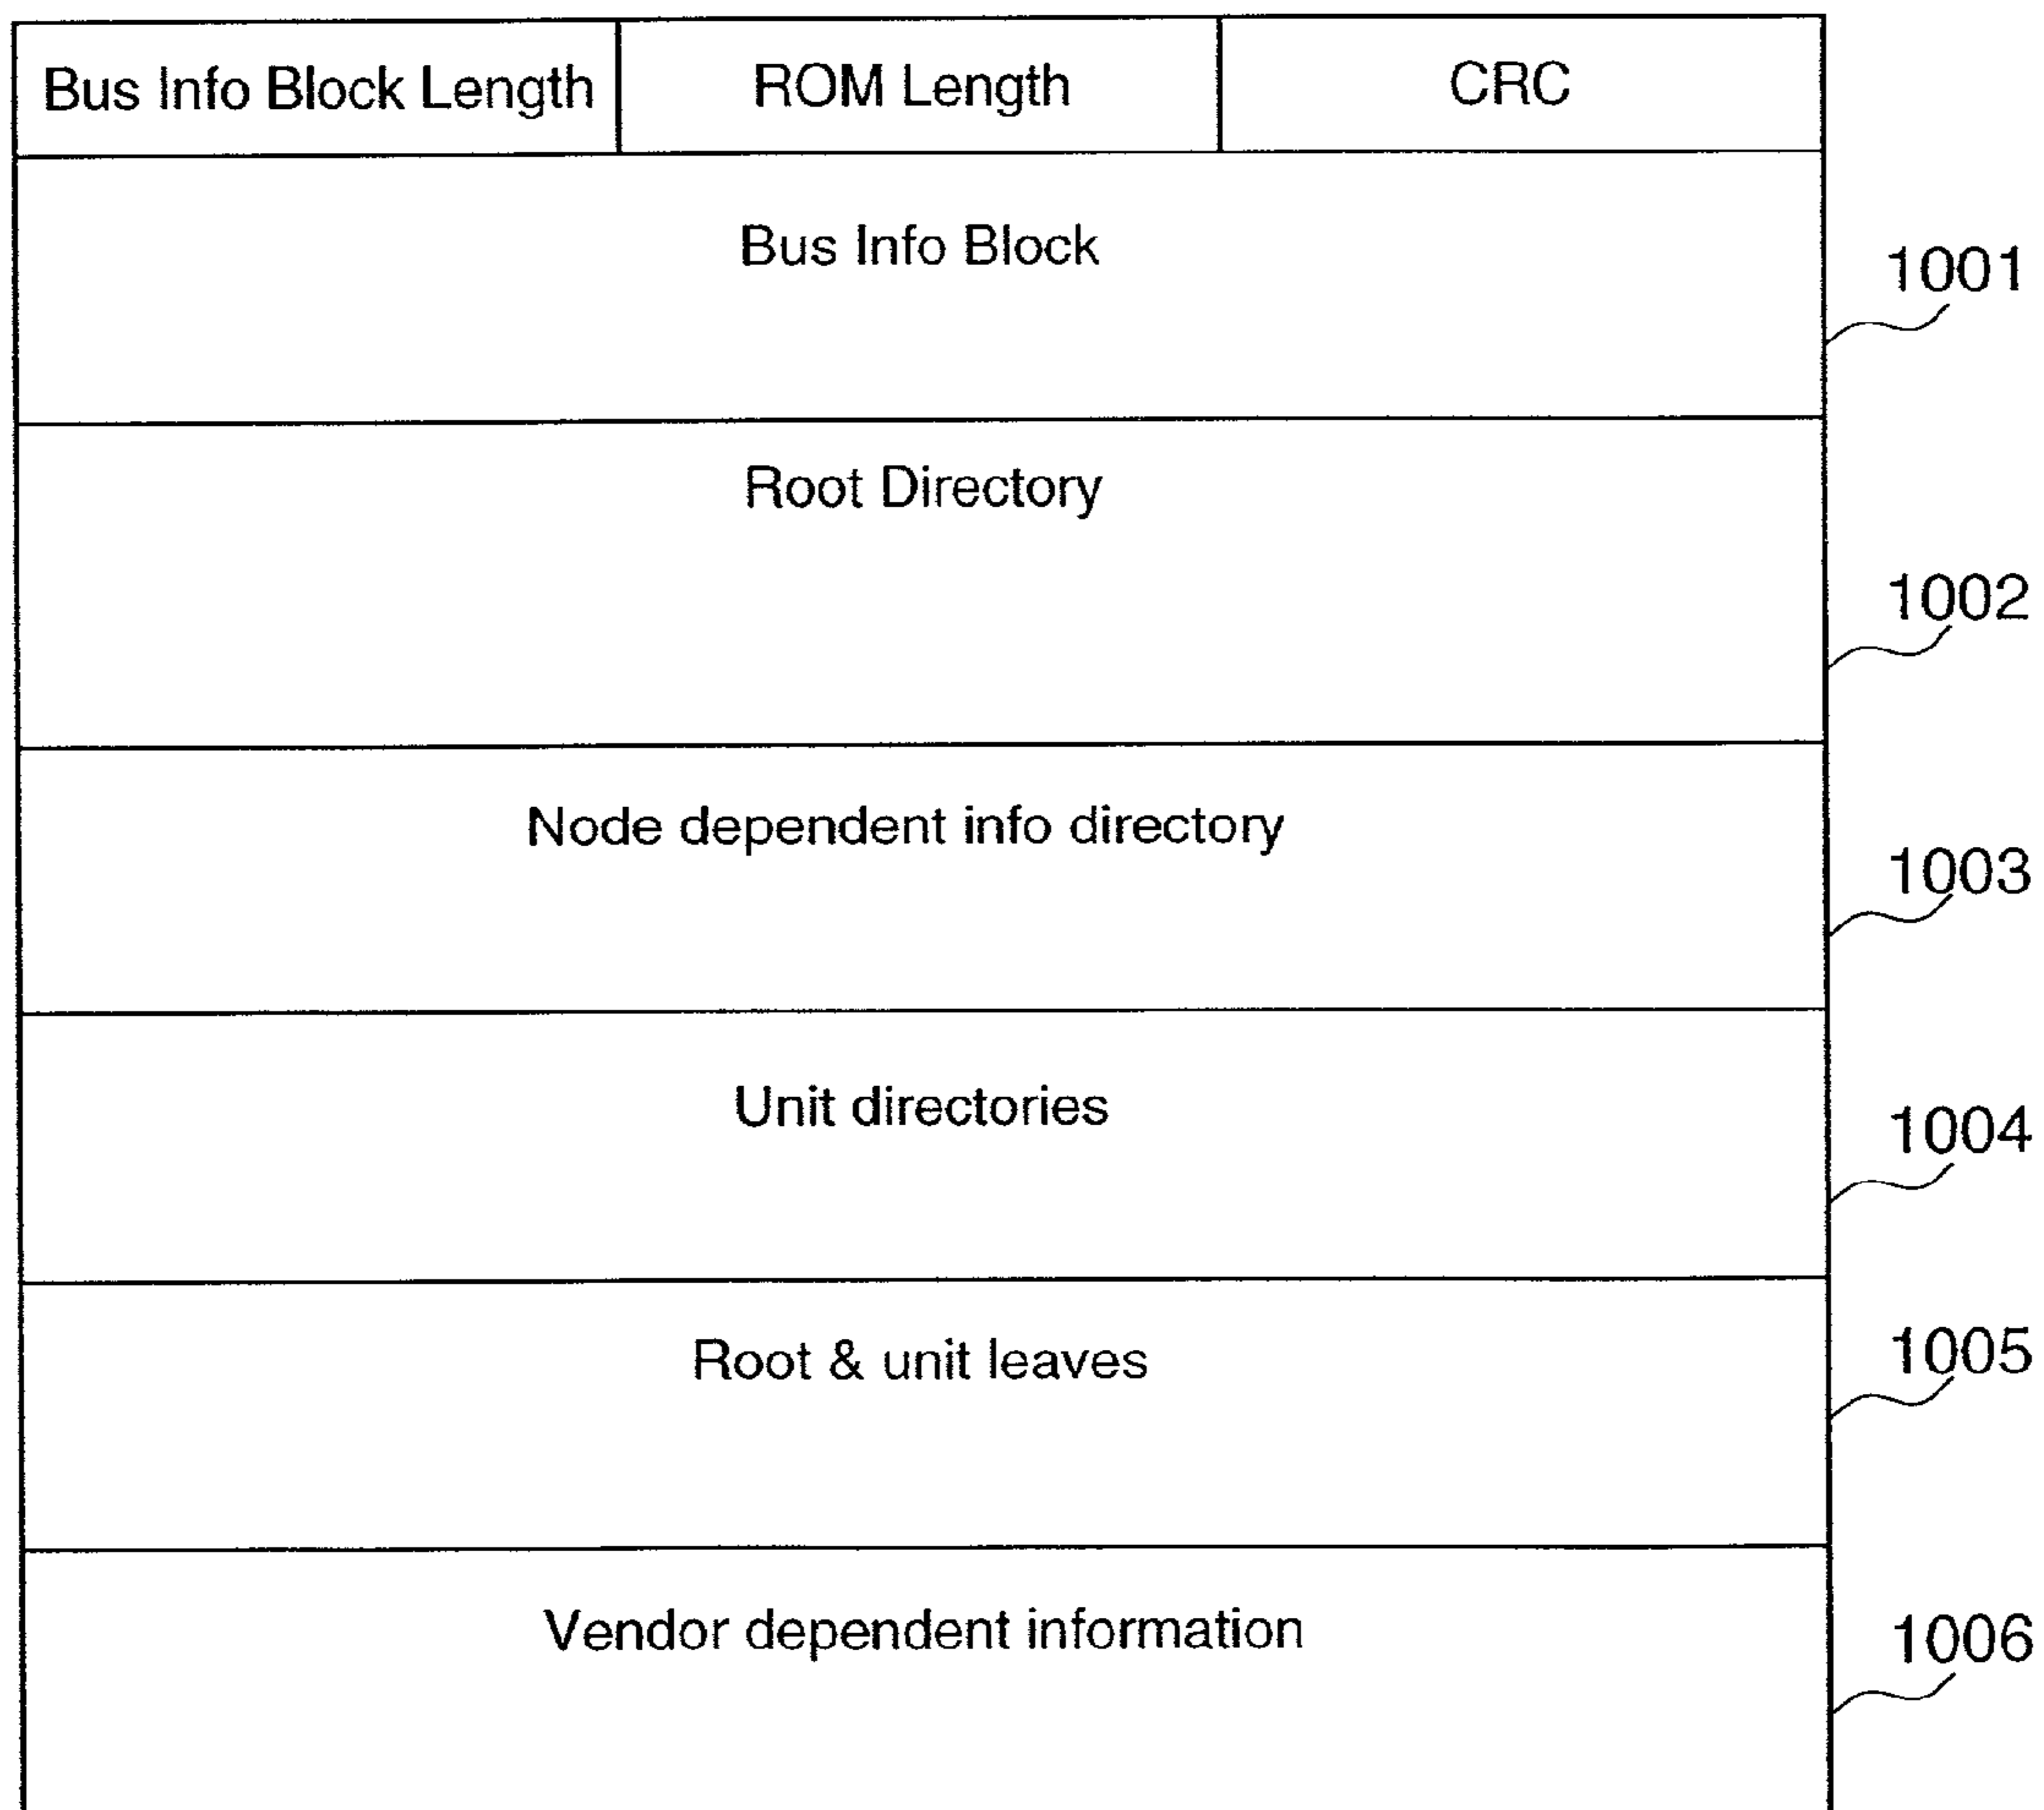 Bus Info Block Length ROM Length CRC
Bus Info Block
1001
Root Directory
1002
Node dependent info directory
1003
Unit directories
1004
Root & unit leaves
1005
Vendor dependent information
1006